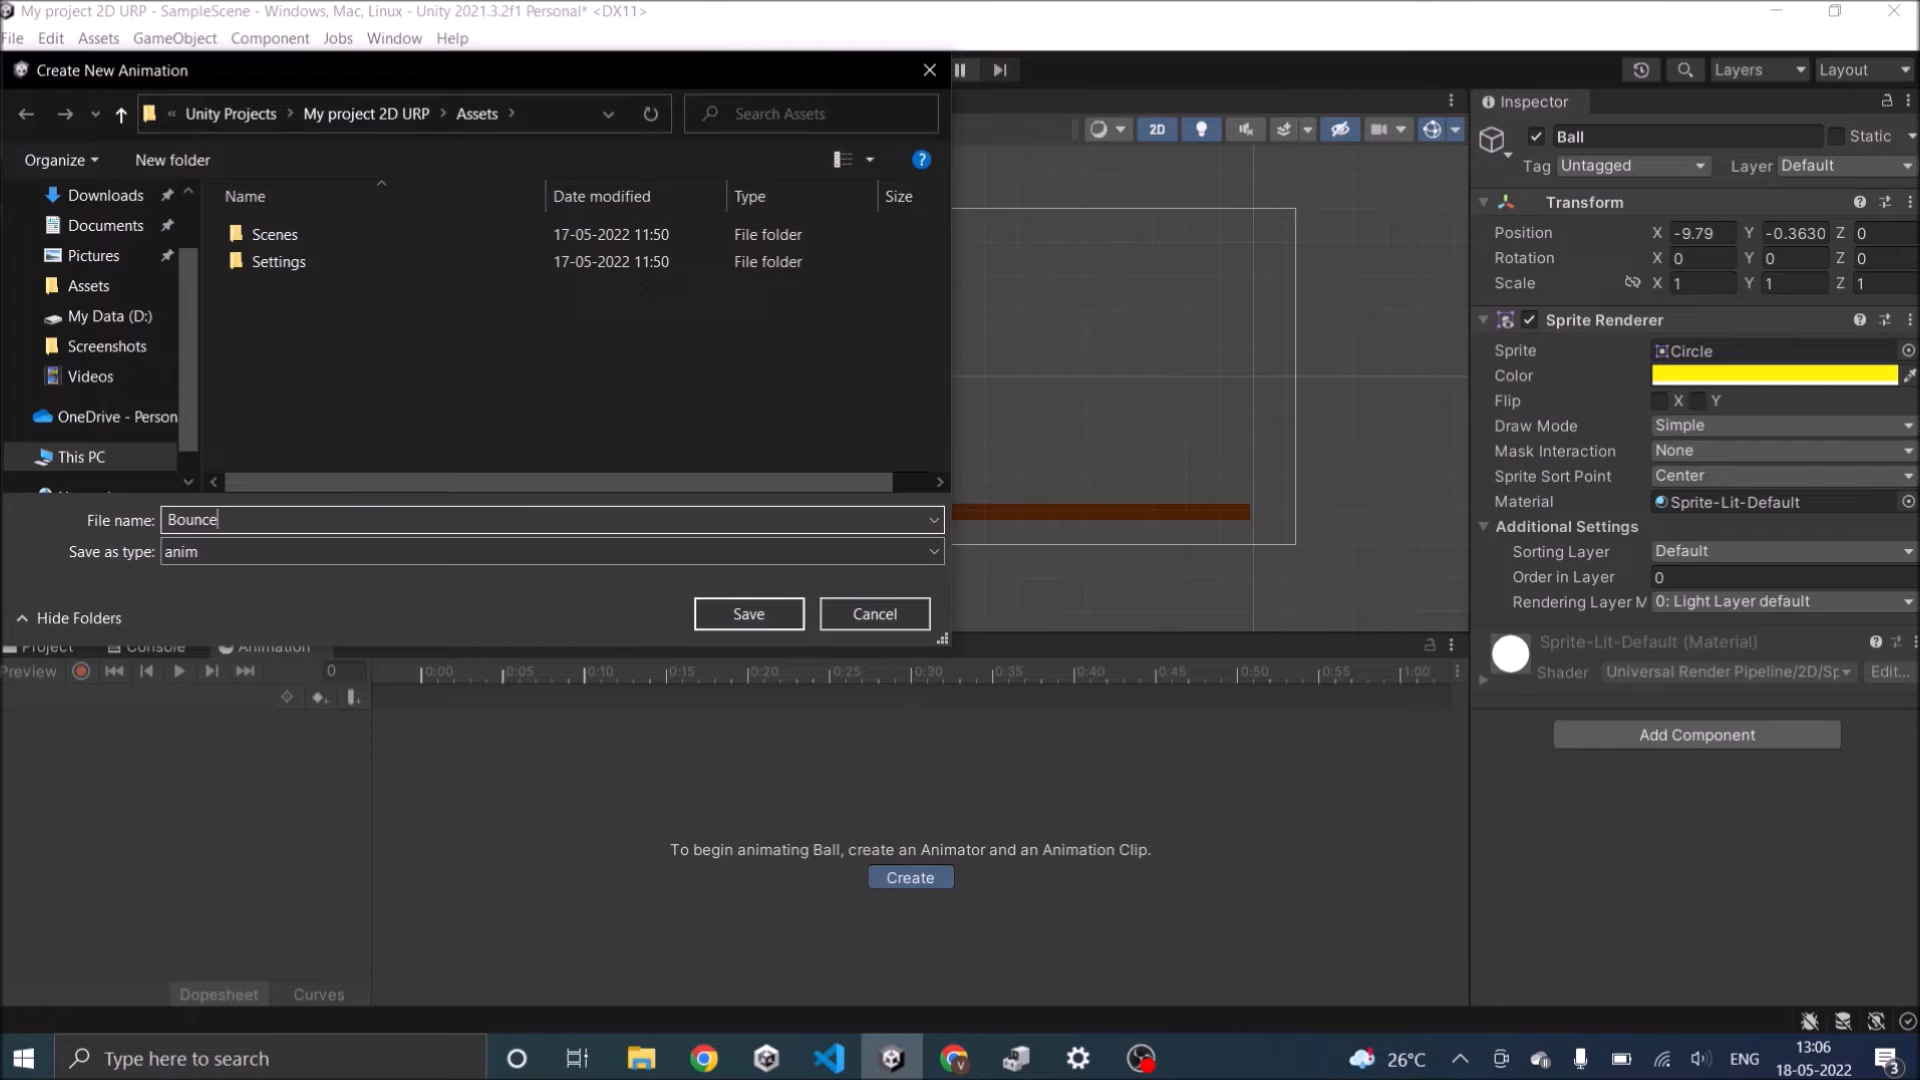 My project 2D URP - SampleScene - Windows, Mac, Linux - Unity 2021.3.2f1 Personal* <DX11>
File Edit Assets GameObject Component Jobs Window Help
Create New Animation
« Unity Projects > My project 2D URP > Assets >
Search Assets
Organize
New folder
Name
Date modified
Type
Size
Downloads
Documents
Pictures
Assets
My Data (D:)
Screenshots
Videos
OneDrive - Person
This PC
Scenes 17-05-2022 11:50 File folder
Settings 17-05-2022 11:50 File folder
File name: Bounce
Save as type: anim
Hide Folders
Save
Cancel
Layers
Layout
2D
Inspector
Ball
Static
Tag Untagged
Layer Default
Transform
Position X -9.79 Y -0.3630 Z 0
Rotation X 0 Y 0 Z 0
Scale X 1 Y 1 Z 1
Sprite Renderer
Sprite Circle
Color
Flip X Y
Draw Mode Simple
Mask Interaction None
Sprite Sort Point Center
Material Sprite-Lit-Default
Additional Settings
Sorting Layer Default
Order in Layer 0
Rendering Layer M 0: Light Layer default
Sprite-Lit-Default (Material)
Shader Universal Render Pipeline/2D/Sp
Edit...
Add Component
Project
Console
Animation
Preview
0
0:00 0:05 0:10 0:15 0:20 0:25 0:30 0:35 0:40 0:45 0:50 0:55 1:00
To begin animating Ball, create an Animator and an Animation Clip.
Create
Dopesheet
Curves
Type here to search
26°C
ENG
13:06
18-05-2022
3